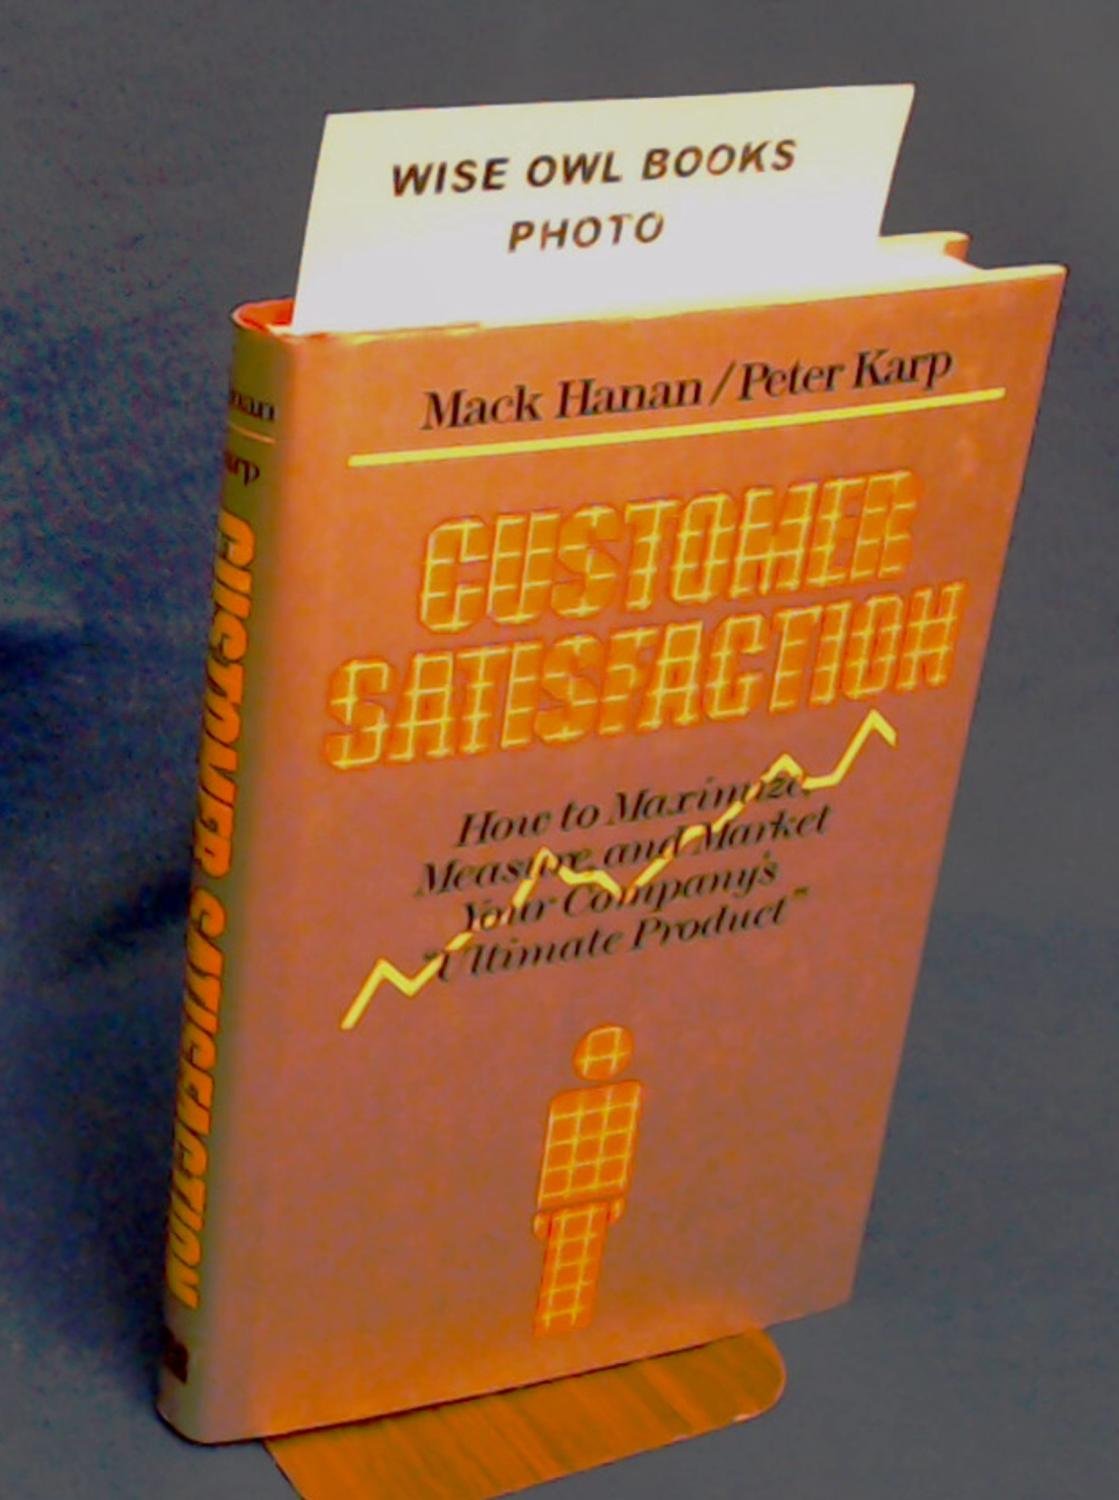 WISE OWL BOOKS
PHOTO
Mack Hanan / Peter Karp
CUSTOMER
SATISFACTION
How to Maximize,
Measure, and Market
Your Company's
"Ultimate Product"
CUSTOMER SATISFACTION